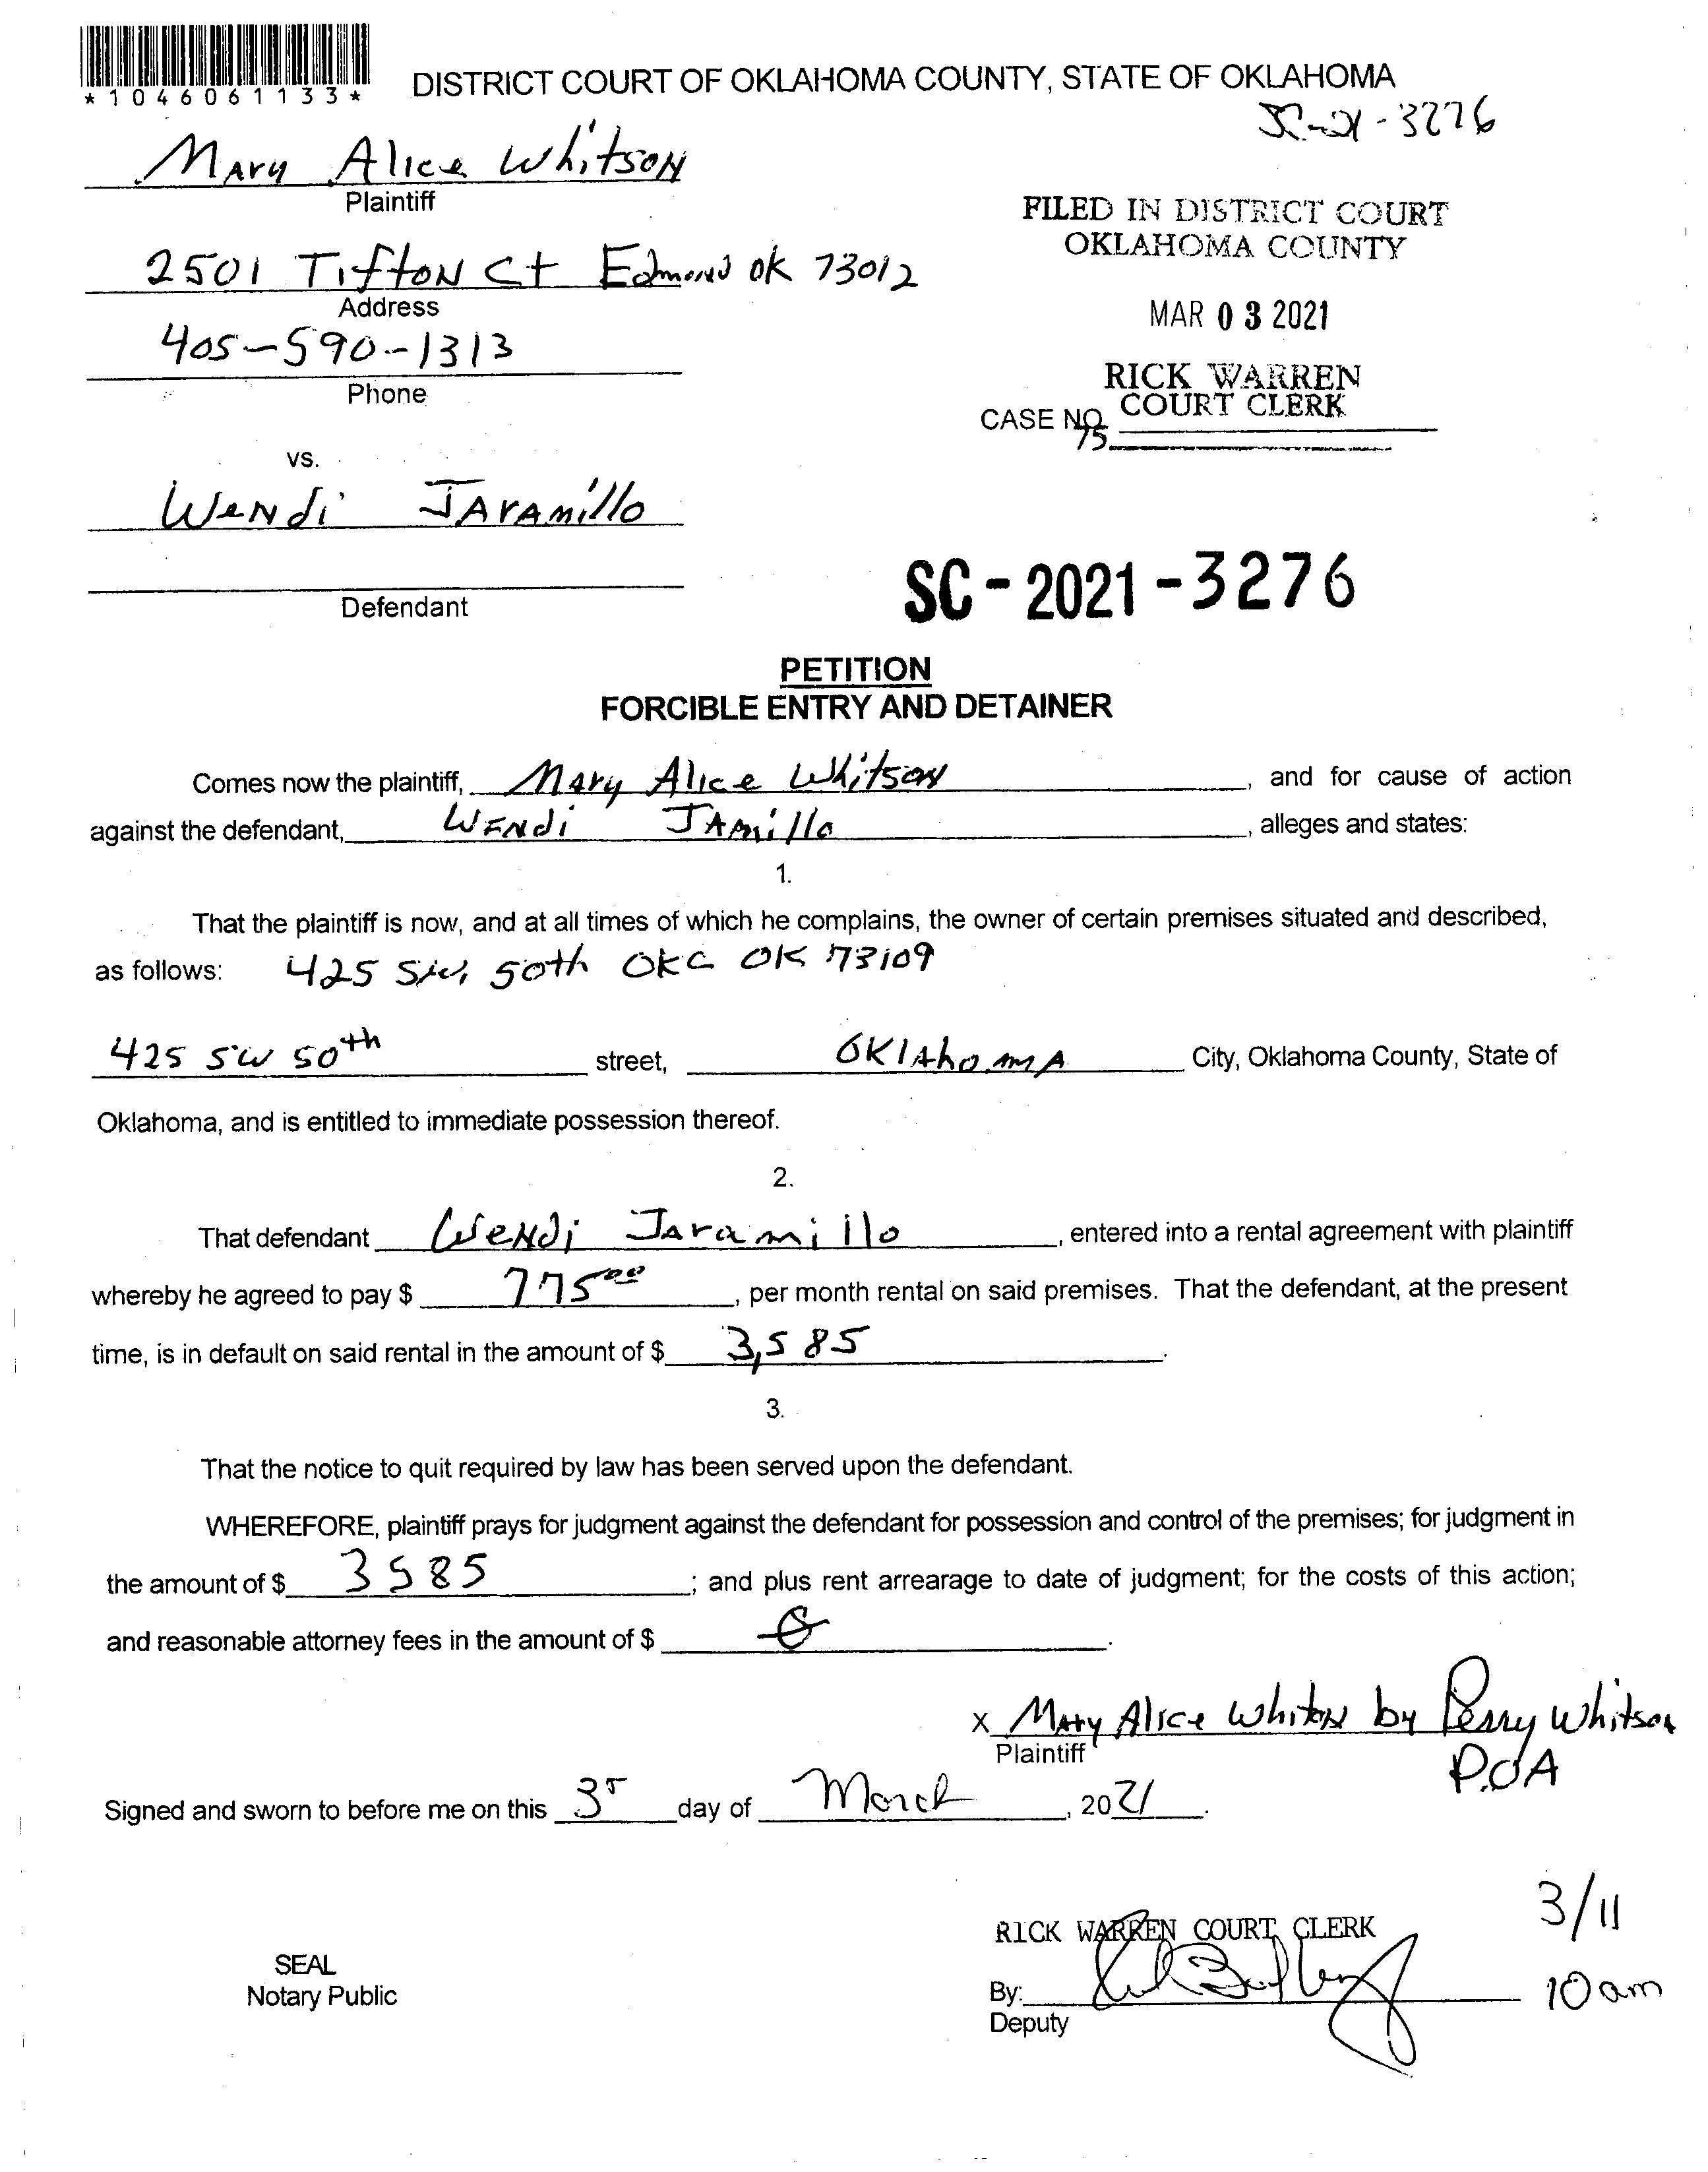 *1046061133*
DISTRICT COURT OF OKLAHOMA COUNTY, STATE OF OKLAHOMA
SC-21-3276
Mary Alice Whitson
Plaintiff
FILED IN DISTRICT COURT
OKLAHOMA COUNTY
2501 Tifton Ct Edmond OK 73012
Address
MAR 03 2021
405-590-1313
Phone
RICK WARREN
COURT CLERK
CASE NO.
75
vs.
Wendi Jaramillo
Defendant
SC-2021-3276
PETITION
FORCIBLE ENTRY AND DETAINER
Comes now the plaintiff, Mary Alice Whitson, and for cause of action
against the defendant, Wendi Jamillo, alleges and states:
1.
That the plaintiff is now, and at all times of which he complains, the owner of certain premises situated and described,
as follows: 425 SW 50th OKC OK 73109
425 SW 50th street, Oklahoma City, Oklahoma County, State of
Oklahoma, and is entitled to immediate possession thereof.
2.
That defendant Wendi Jaramillo, entered into a rental agreement with plaintiff
whereby he agreed to pay $ 775 00, per month rental on said premises. That the defendant, at the present
time, is in default on said rental in the amount of $ 3,585.
3.
That the notice to quit required by law has been served upon the defendant.
WHEREFORE, plaintiff prays for judgment against the defendant for possession and control of the premises; for judgment in
the amount of $ 3585; and plus rent arrearage to date of judgment; for the costs of this action;
and reasonable attorney fees in the amount of $ 0.
x Mary Alice Whitson by Perry Whitson
Plaintiff
P.O.A
Signed and sworn to before me on this 3 day of March, 2021.
3/11
RICK WARREN COURT CLERK
SEAL
Notary Public
By:
10am
Deputy